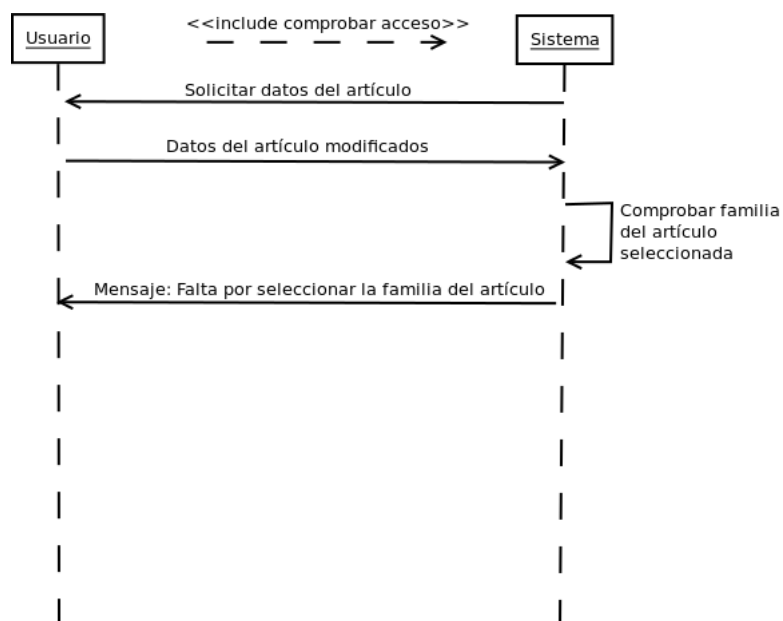 <<include comprobar acceso>>
Usuario
Sistema
Solicitar datos del artículo
Datos del artículo modificados
Comprobar familia
del artículo
seleccionada
Mensaje: Falta por seleccionar la familia del artículo